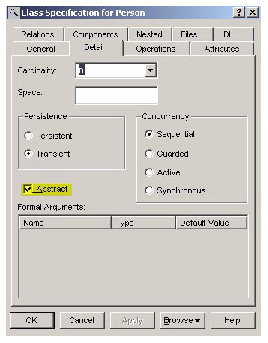 Class Specification for Person
Relations Components Nested Files
General Detail Operations Attributes
Cardinality: n
Space:
Persistence
Persistent
Transient
Concurrency
Sequential
Guarded
Active
Synchronous
Abstract
Formal Arguments:
Name Type Default Value
OK Cancel Apply Browse Help